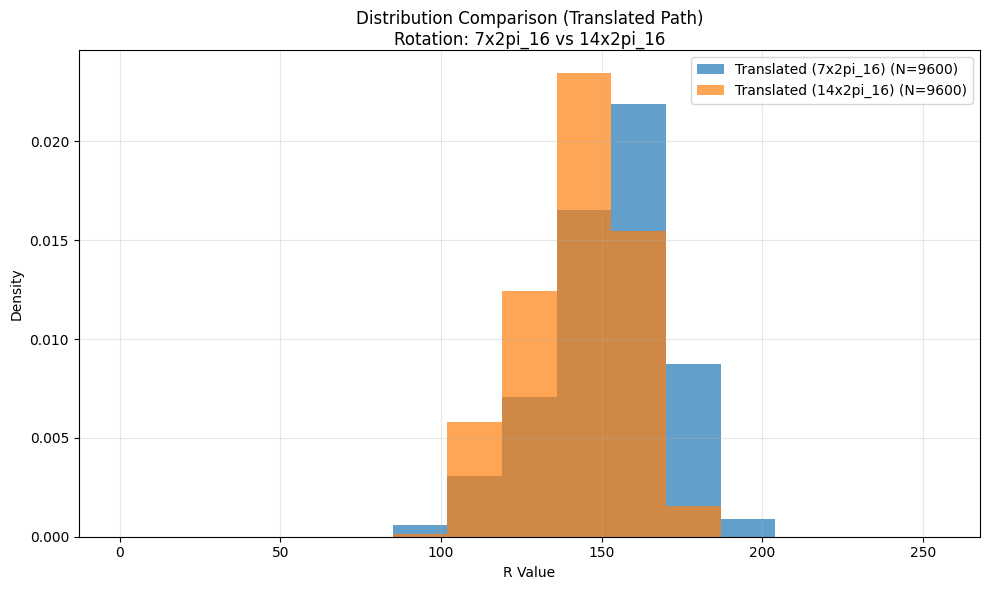 Distribution Comparison (Translated Path)
Rotation: 7x2pi_16 vs 14x2pi_16
Translated (7x2pi_16) (N=9600)
Translated (14x2pi_16) (N=9600)
0.020
0.015
0.010
0.005
0.000
Density
0
50
100
150
200
250
R Value